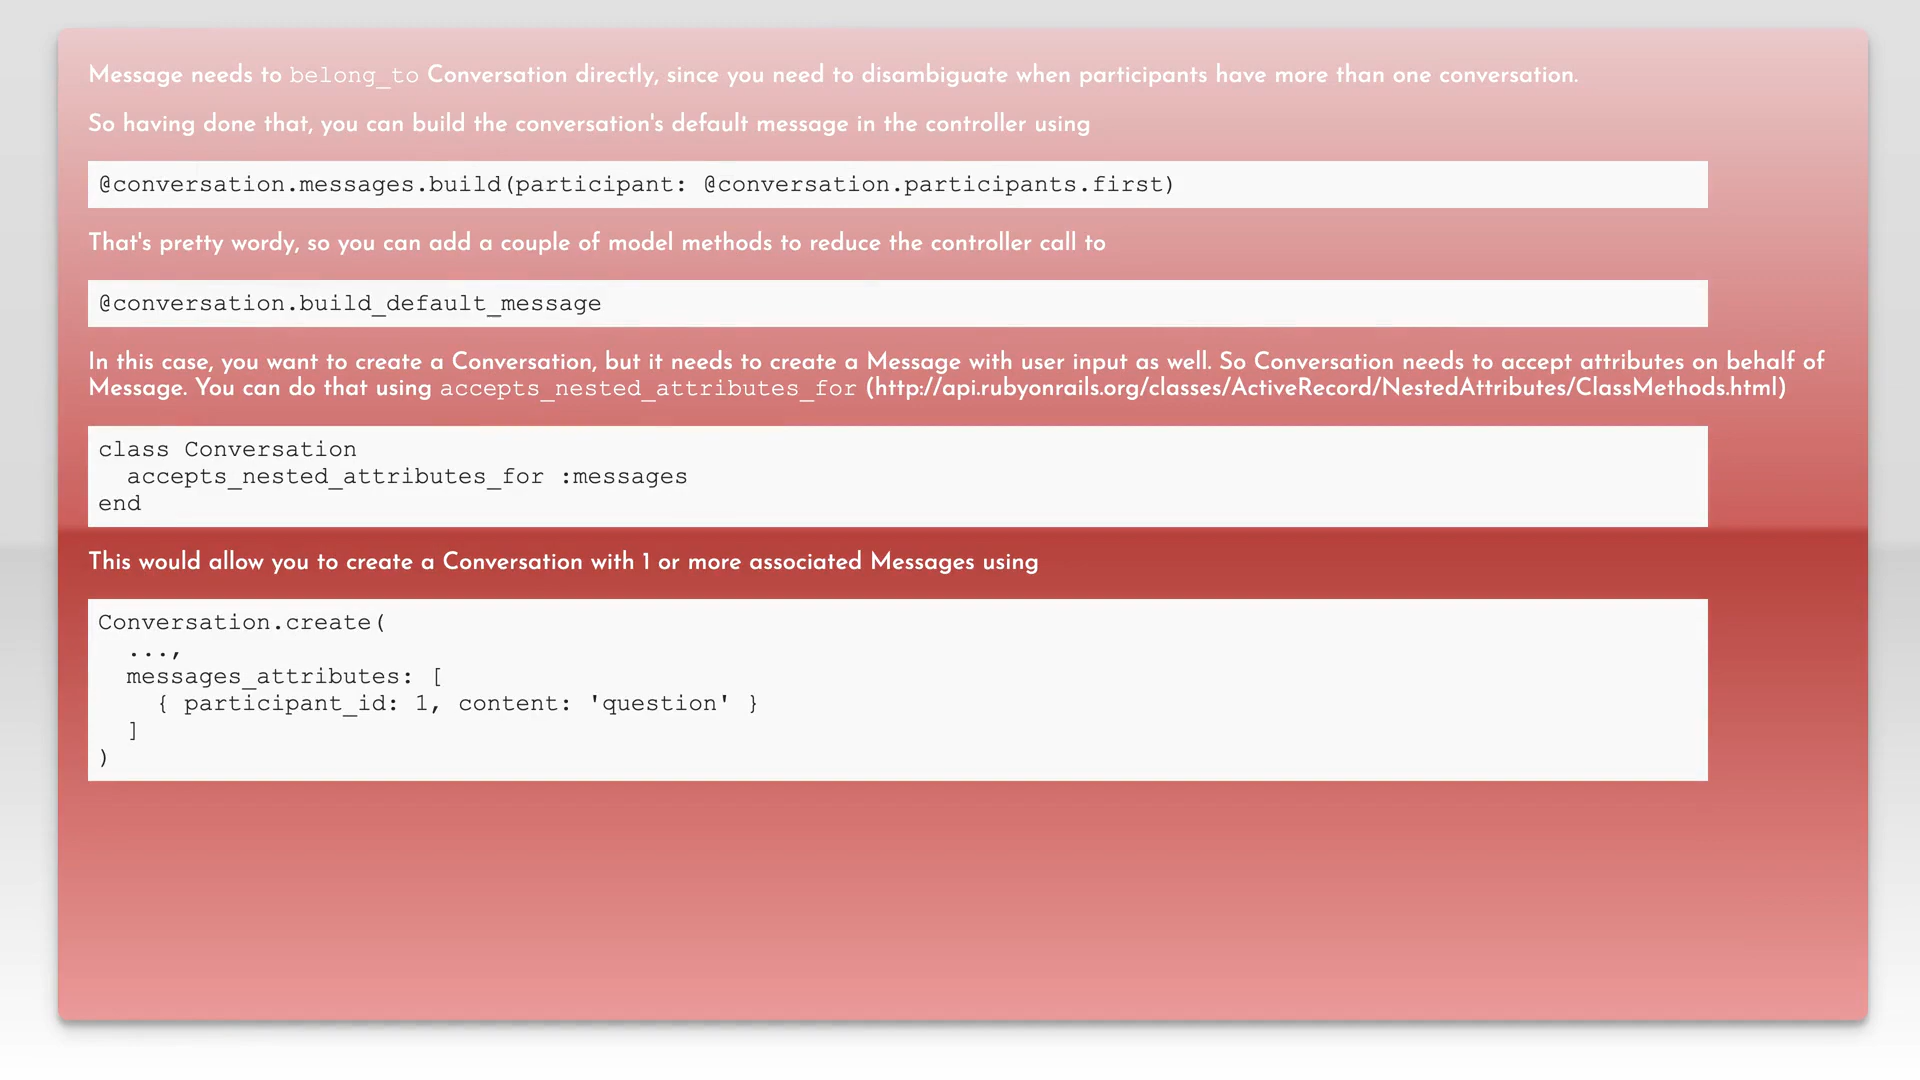 Message needs to belong_to Conversation directly, since you need to disambiguate when participants have more than one conversation.
So having done that, you can build the conversation's default message in the controller using
@conversation.messages.build(participant: @conversation.participants.first)
That's pretty wordy, so you can add a couple of model methods to reduce the controller call to
@conversation.build_default_message
In this case, you want to create a Conversation, but it needs to create a Message with user input as well. So Conversation needs to accept attributes on behalf of
Message. You can do that using accepts_nested_attributes_for (http://api.rubyonrails.org/classes/ActiveRecord/NestedAttributes/ClassMethods.html)
class Conversation
  accepts_nested_attributes_for :messages
end
This would allow you to create a Conversation with 1 or more associated Messages using
Conversation.create(
  ...,
  messages_attributes: [
    { participant_id: 1, content: 'question' }
  ]
)